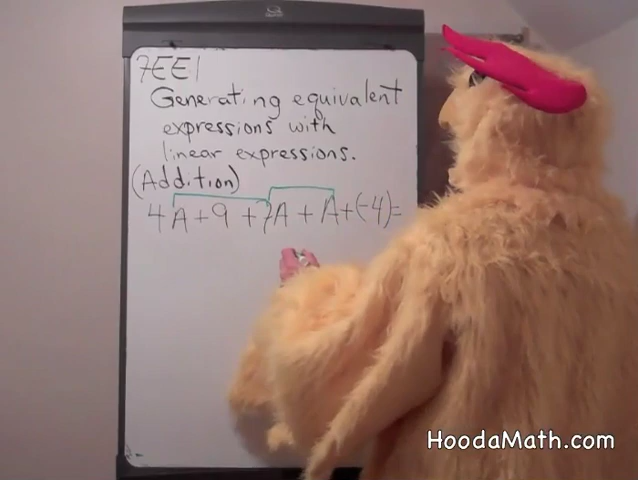 7EE1
Generating equivalent
expressions with
linear expressions.
(Addition)
4A+9+7A+A+(-4)=
HoodaMath.com